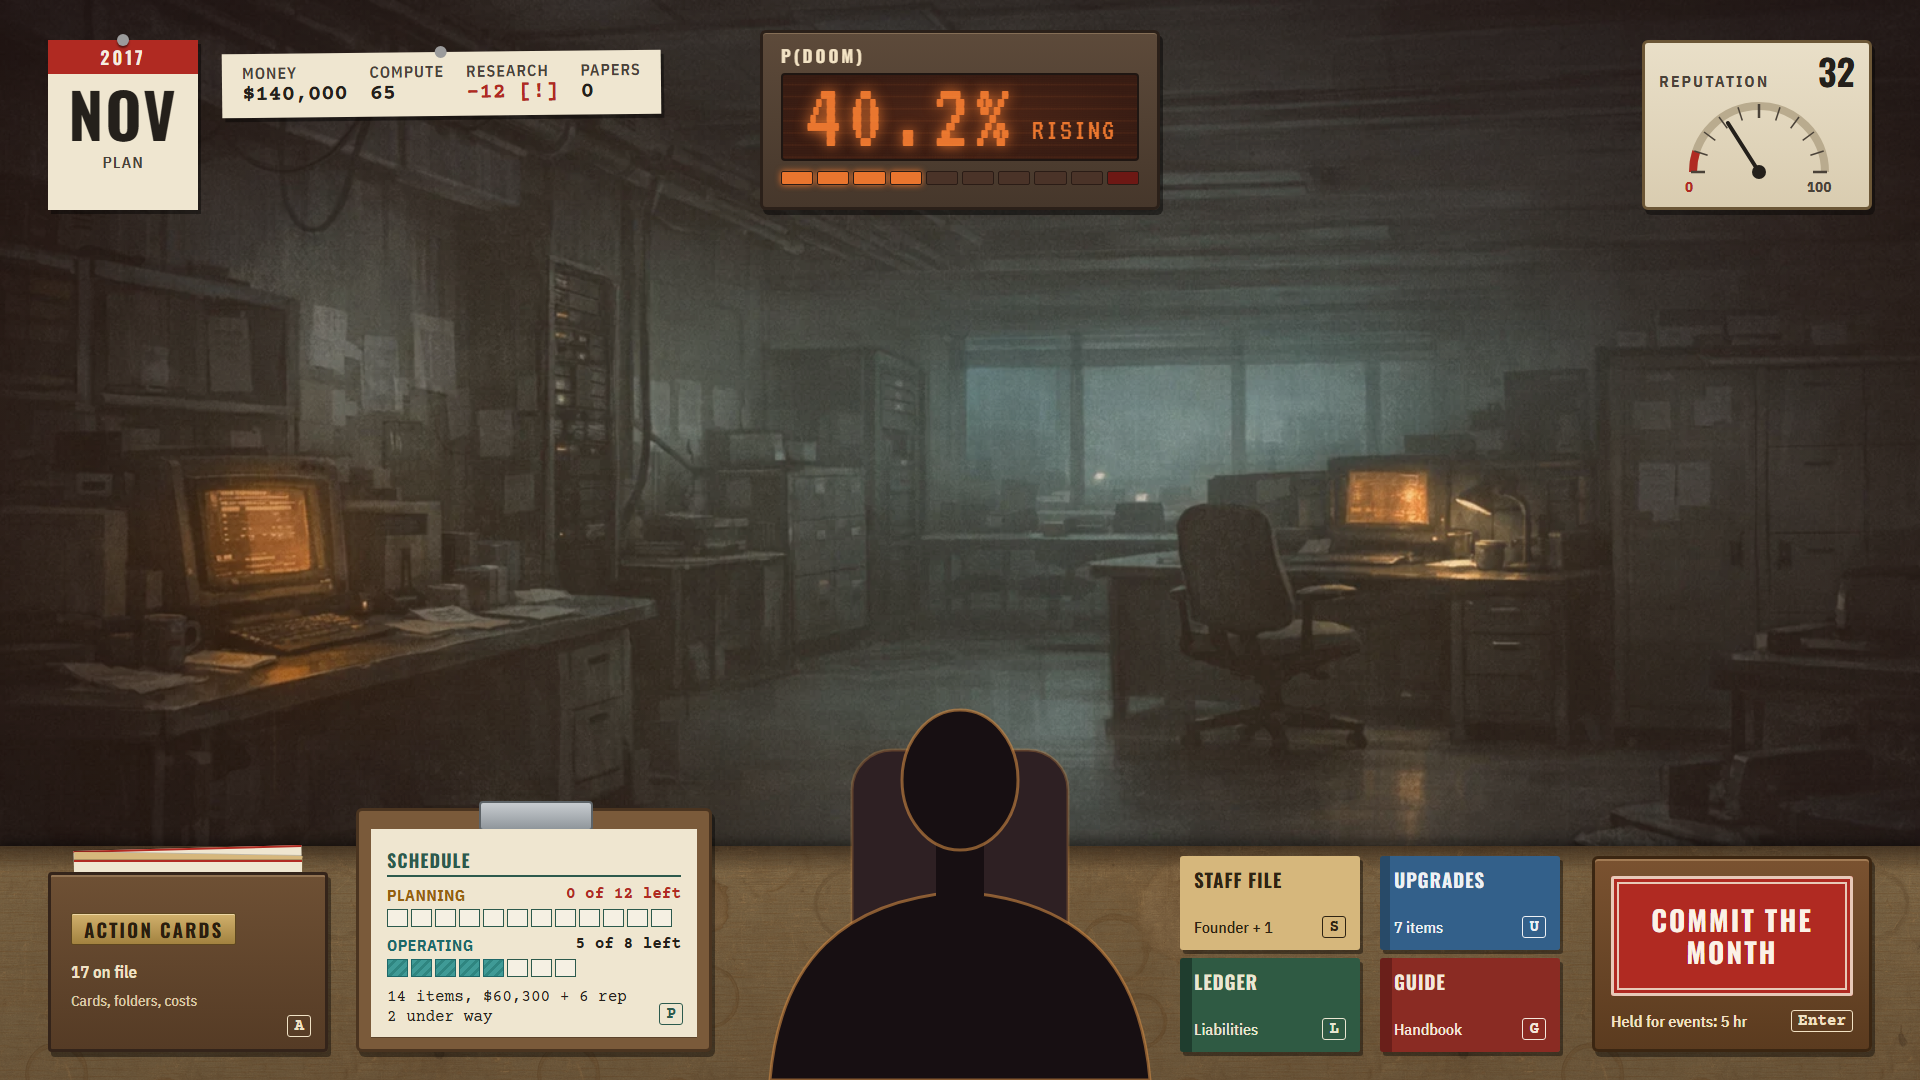 2017
NOV
PLAN
MONEY COMPUTE RESEARCH PAPERS
$140,000 65 -12 [!] 0
P(DOOM)
40.2% RISING
REPUTATION 32
0 100
ACTION CARDS
17 on file
Cards, folders, costs
A
SCHEDULE
PLANNING 0 of 12 left
OPERATING 5 of 8 left
14 items, $60,300 + 6 rep
2 under way
P
STAFF FILE
Founder + 1 S
UPGRADES
7 items U
LEDGER
Liabilities L
GUIDE
Handbook G
COMMIT THE
MONTH
Held for events: 5 hr Enter